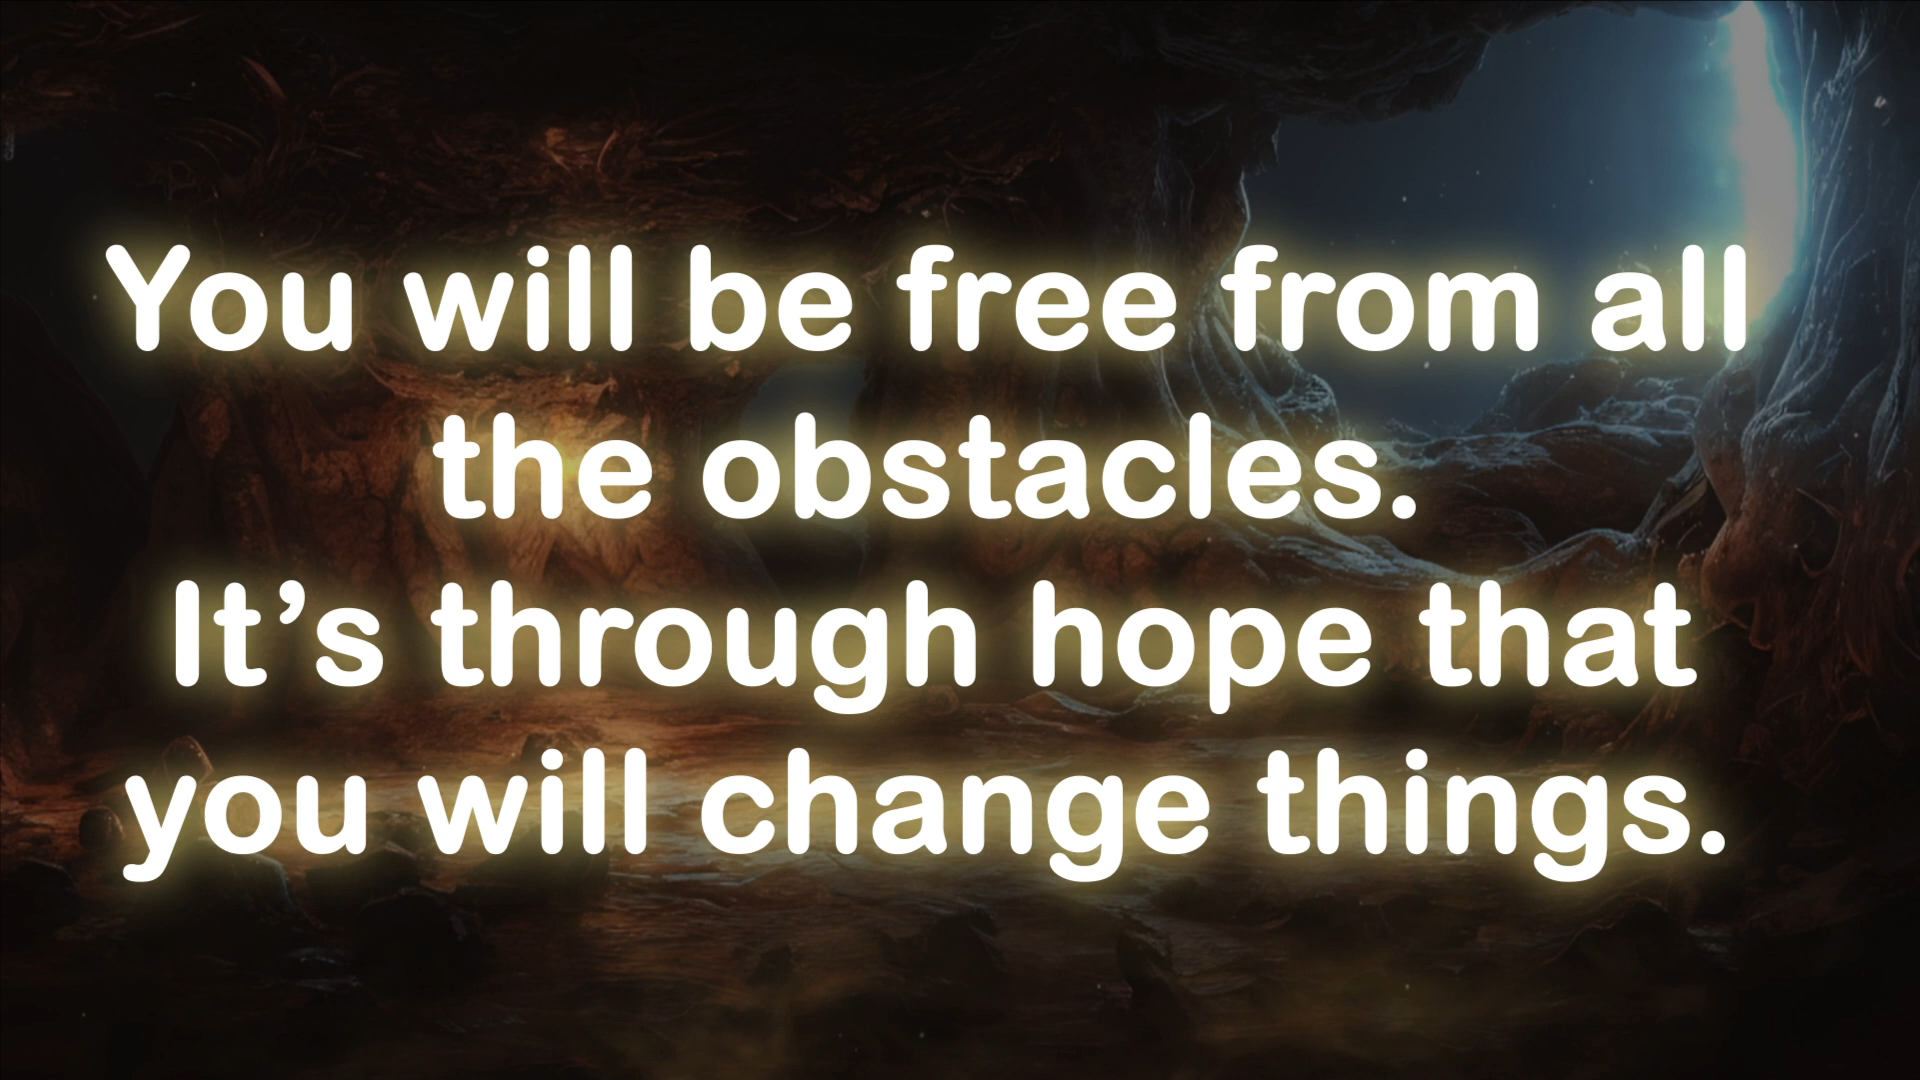 You will be free from all
the obstacles.
It’s through hope that
you will change things.